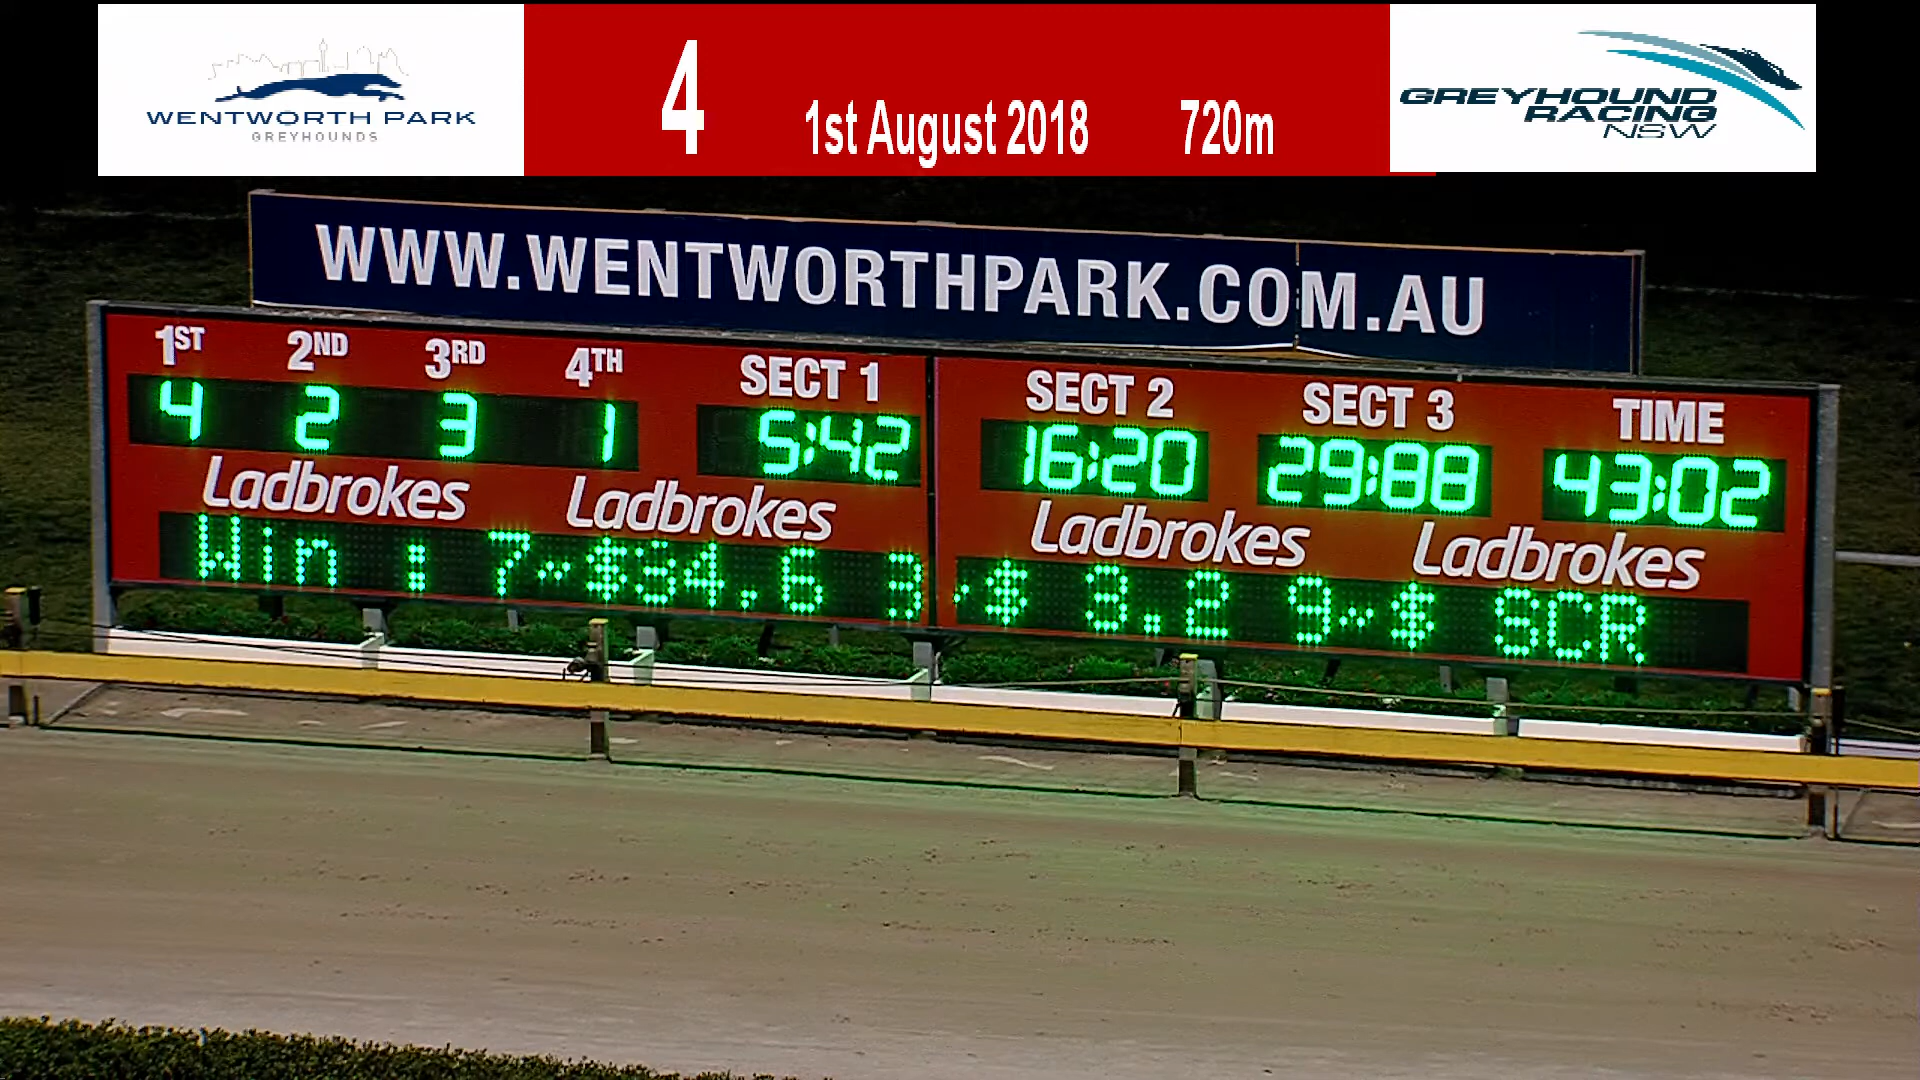 WENTWORTH PARK
GREYHOUNDS
4 1st August 2018 720m
GREYHOUND
RACING
NSW
WWW.WENTWORTHPARK.COM.AU
1ST 2ND 3RD 4TH SECT 1 SECT 2 SECT 3 TIME
4 2 3 1 5:42 16:20 29:88 43:02
Ladbrokes Ladbrokes Ladbrokes Ladbrokes
Win : 7~$34.6 3~$ 3.2 9~$ SCR